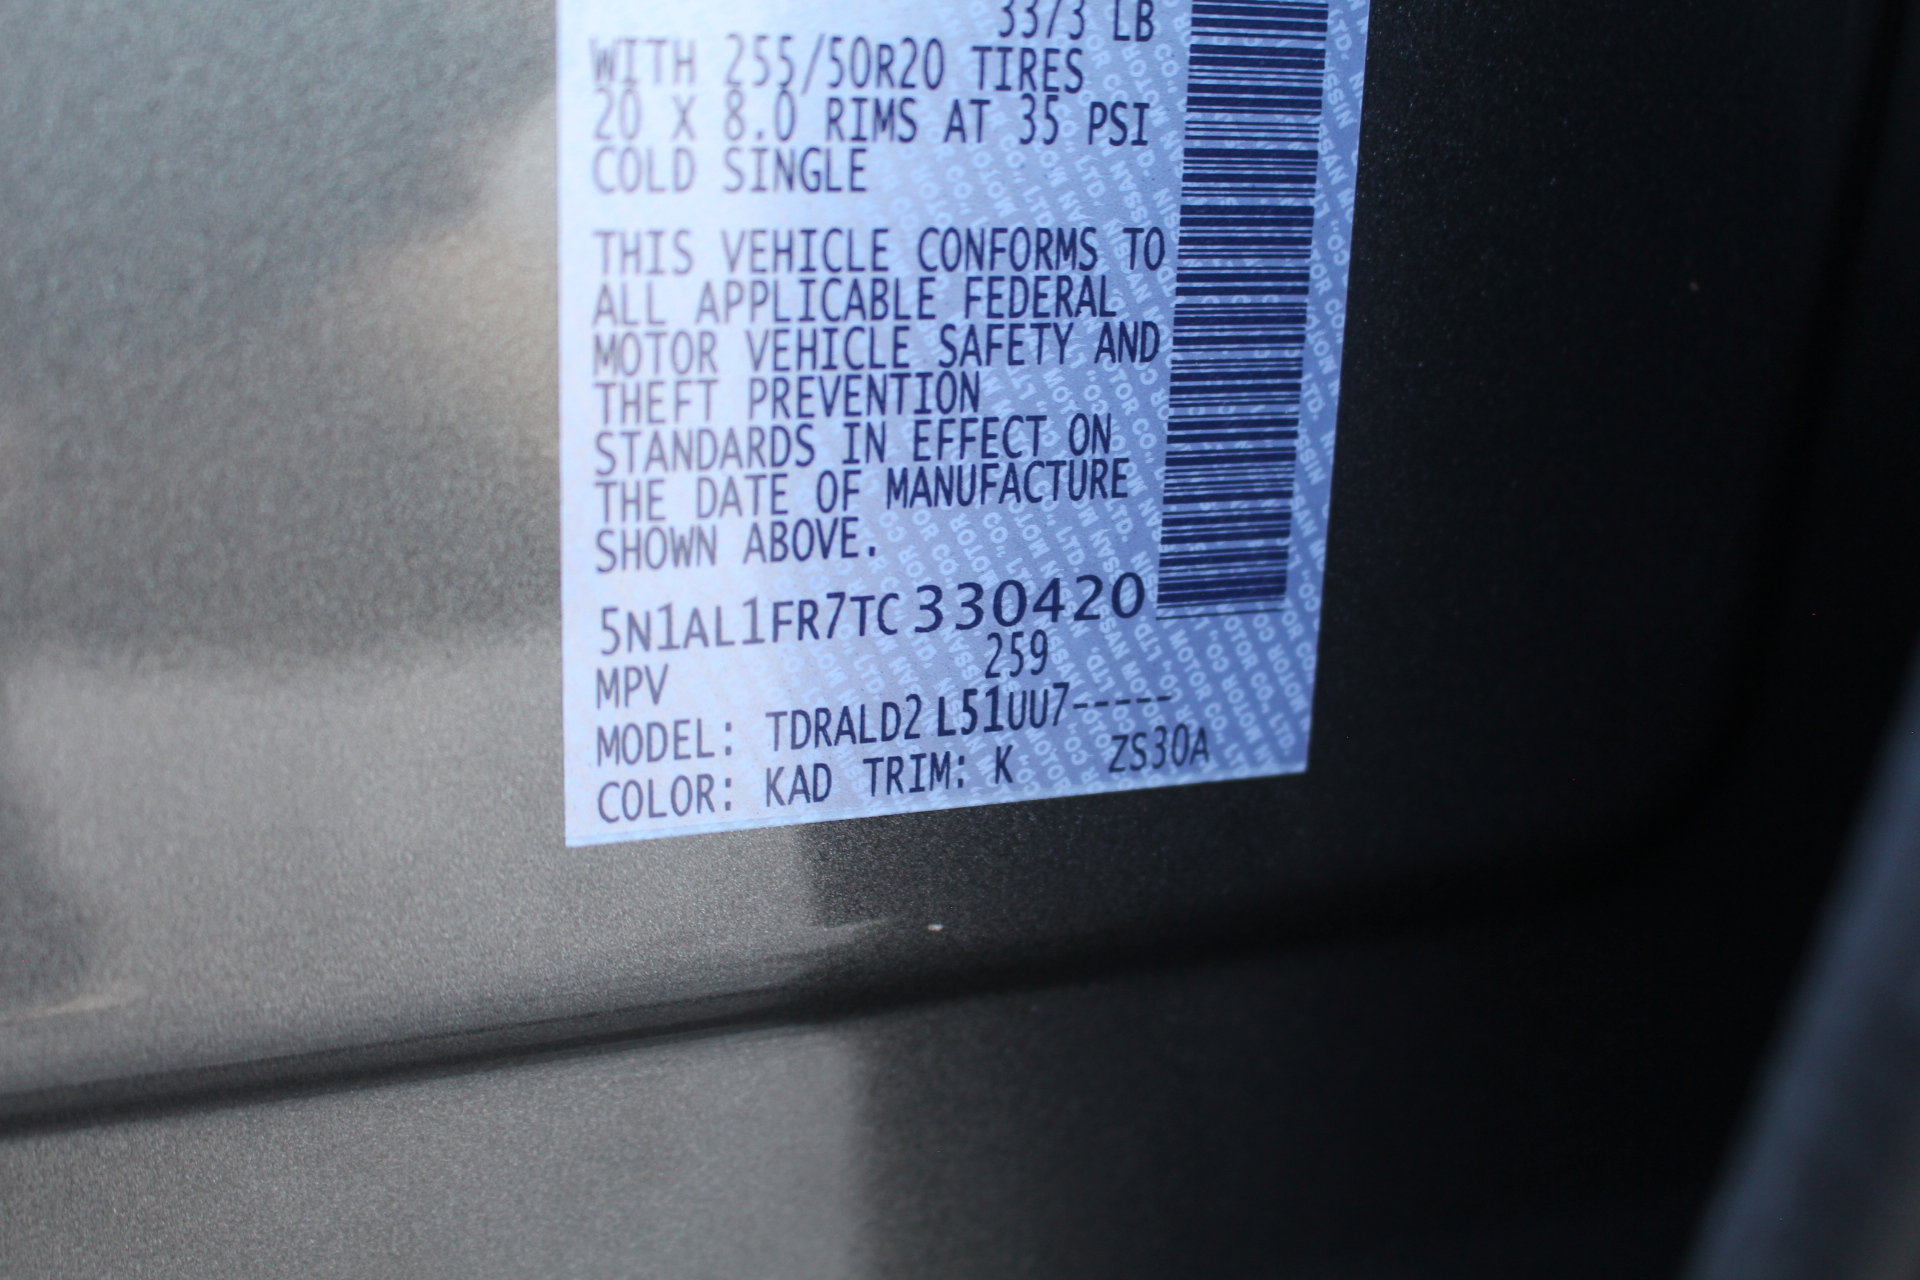 3373 LB
WITH 255/50R20 TIRES
20 X 8.0 RIMS AT 35 PSI
COLD SINGLE
THIS VEHICLE CONFORMS TO
ALL APPLICABLE FEDERAL
MOTOR VEHICLE SAFETY AND
THEFT PREVENTION
STANDARDS IN EFFECT ON
THE DATE OF MANUFACTURE
SHOWN ABOVE.
5N1AL1FR7TC330420
MPV 259
MODEL: TDRALD2 L51UU7-----
COLOR: KAD TRIM: K ZS30A